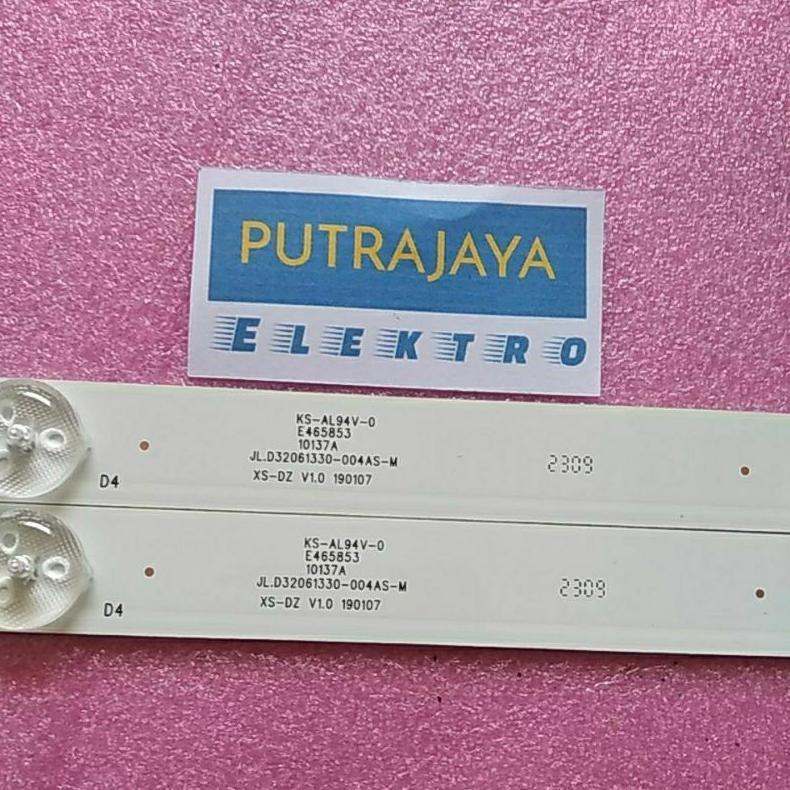 PUTRAJAYA
ELEKTRO
KS-AL94V-0
E465853
10137A
JL.D32061330-004AS-M
XS-DZ V1.0 190107
2309
D4
KS-AL94V-0
E465853
10137A
JL.D32061330-004AS-M
XS-DZ V1.0 190107
2309
D4